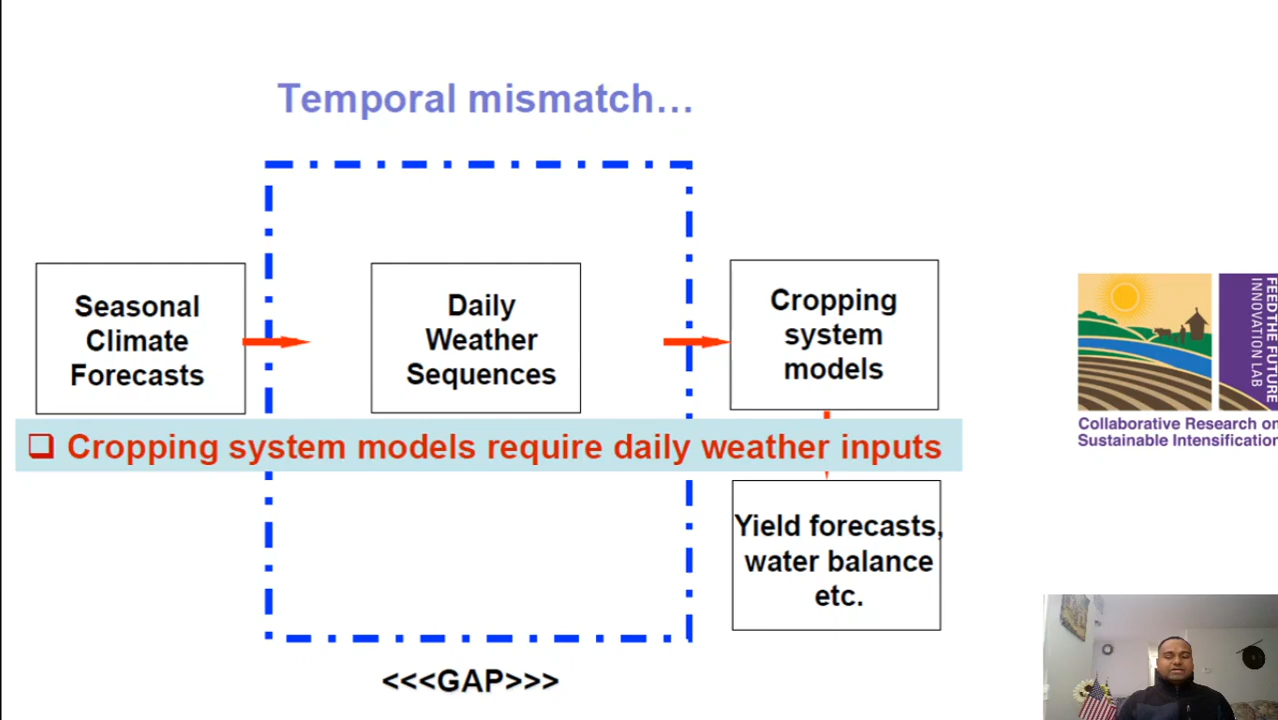 Temporal mismatch…
Seasonal
Climate
Forecasts
Daily
Weather
Sequences
Cropping
system
models
❑ Cropping system models require daily weather inputs
Yield forecasts,
water balance
etc.
<<<GAP>>>
FEED THE FUTURE
INNOVATION LAB
Collaborative Research on
Sustainable Intensification